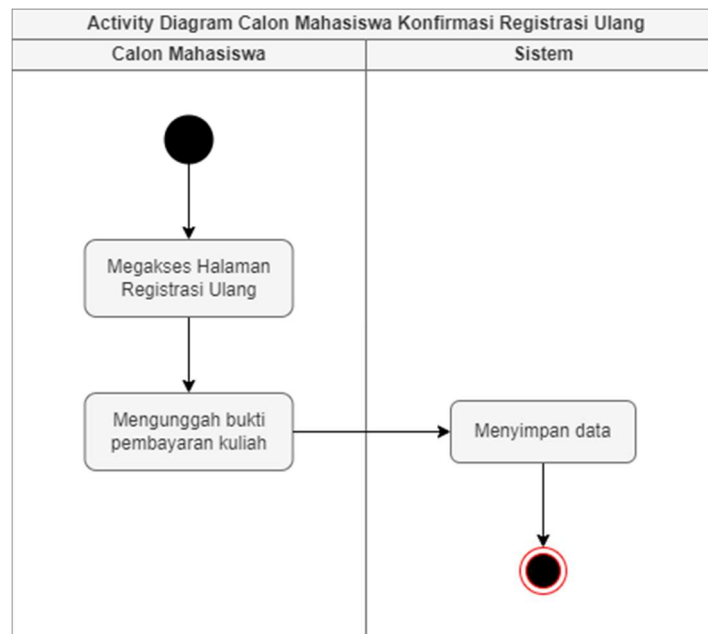 Activity Diagram Calon Mahasiswa Konfirmasi Registrasi Ulang
Calon Mahasiswa
Sistem
Megakses Halaman
Registrasi Ulang
Mengunggah bukti
pembayaran kuliah
Menyimpan data